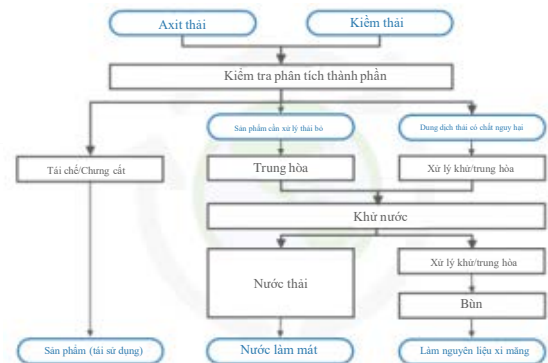 Axit thải
Kiềm thải
Kiểm tra phân tích thành phần
Sản phẩm cần xử lý thải bỏ
Dung dịch thải có chất nguy hại
Tái chế/Chưng cất
Trung hòa
Xử lý khử/trung hòa
Khử nước
Nước thải
Xử lý khử/trung hòa
Bùn
Sản phẩm (tái sử dụng)
Nước làm mát
Làm nguyên liệu xi măng